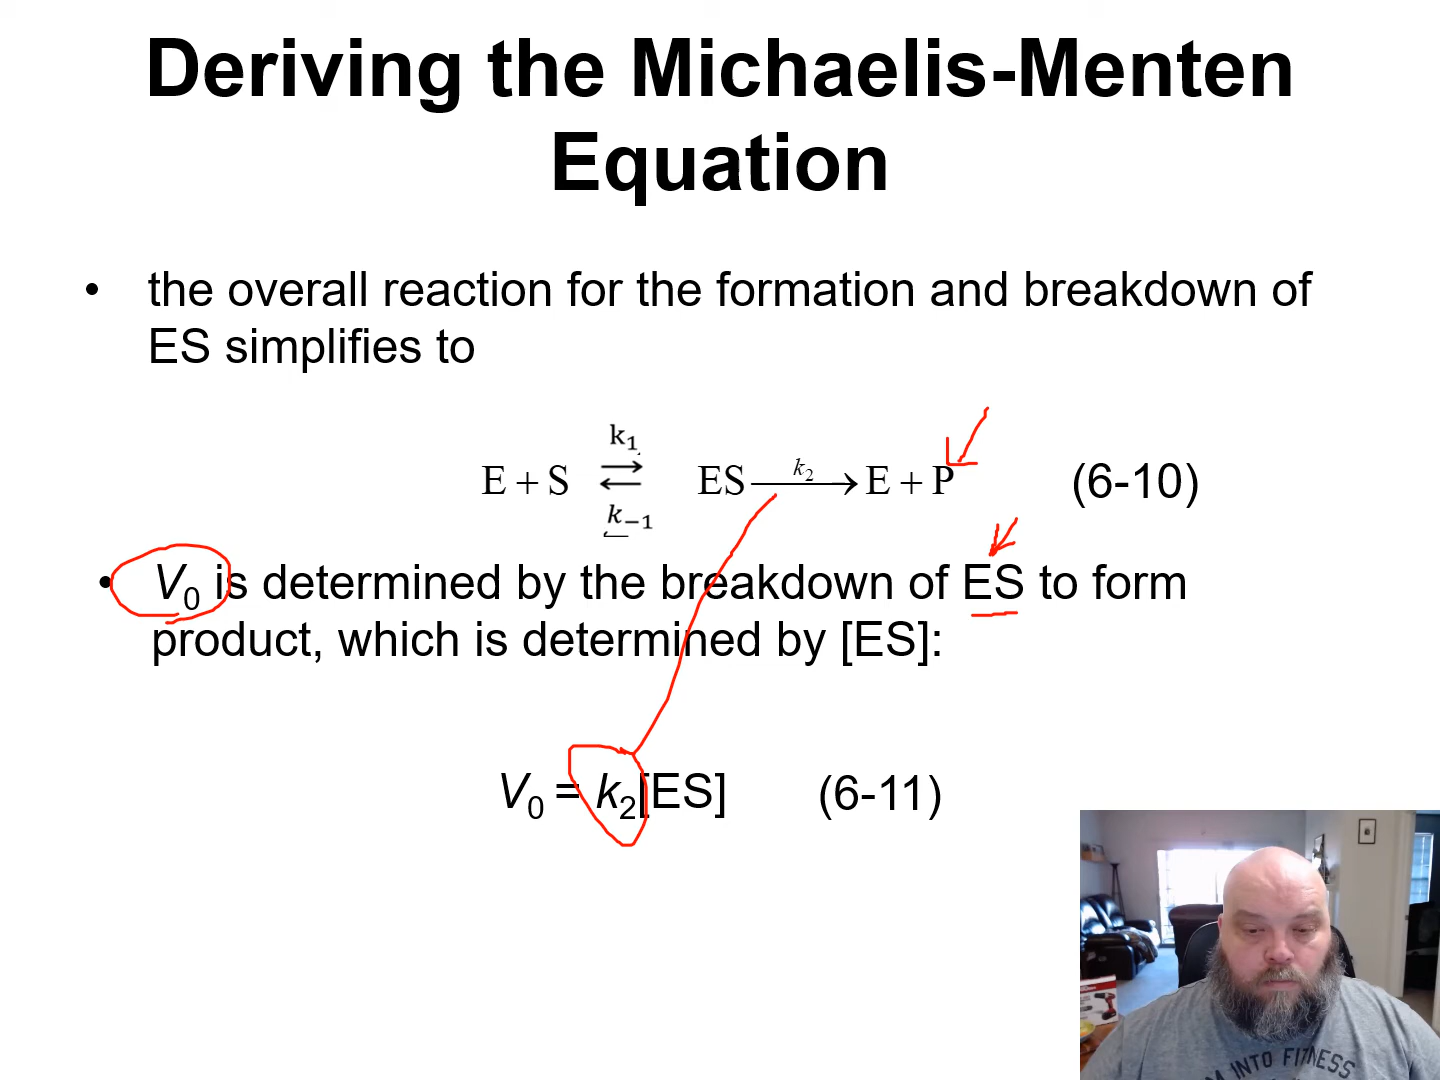 Deriving the Michaelis-Menten
Equation
• the overall reaction for the formation and breakdown of
ES simplifies to
E + S ⇌ ES ⟶ E + P (6-10)
k₁
k₋₁
k₂
• V₀ is determined by the breakdown of ES to form
product, which is determined by [ES]:
V₀ = k₂[ES] (6-11)
INTO FITNESS